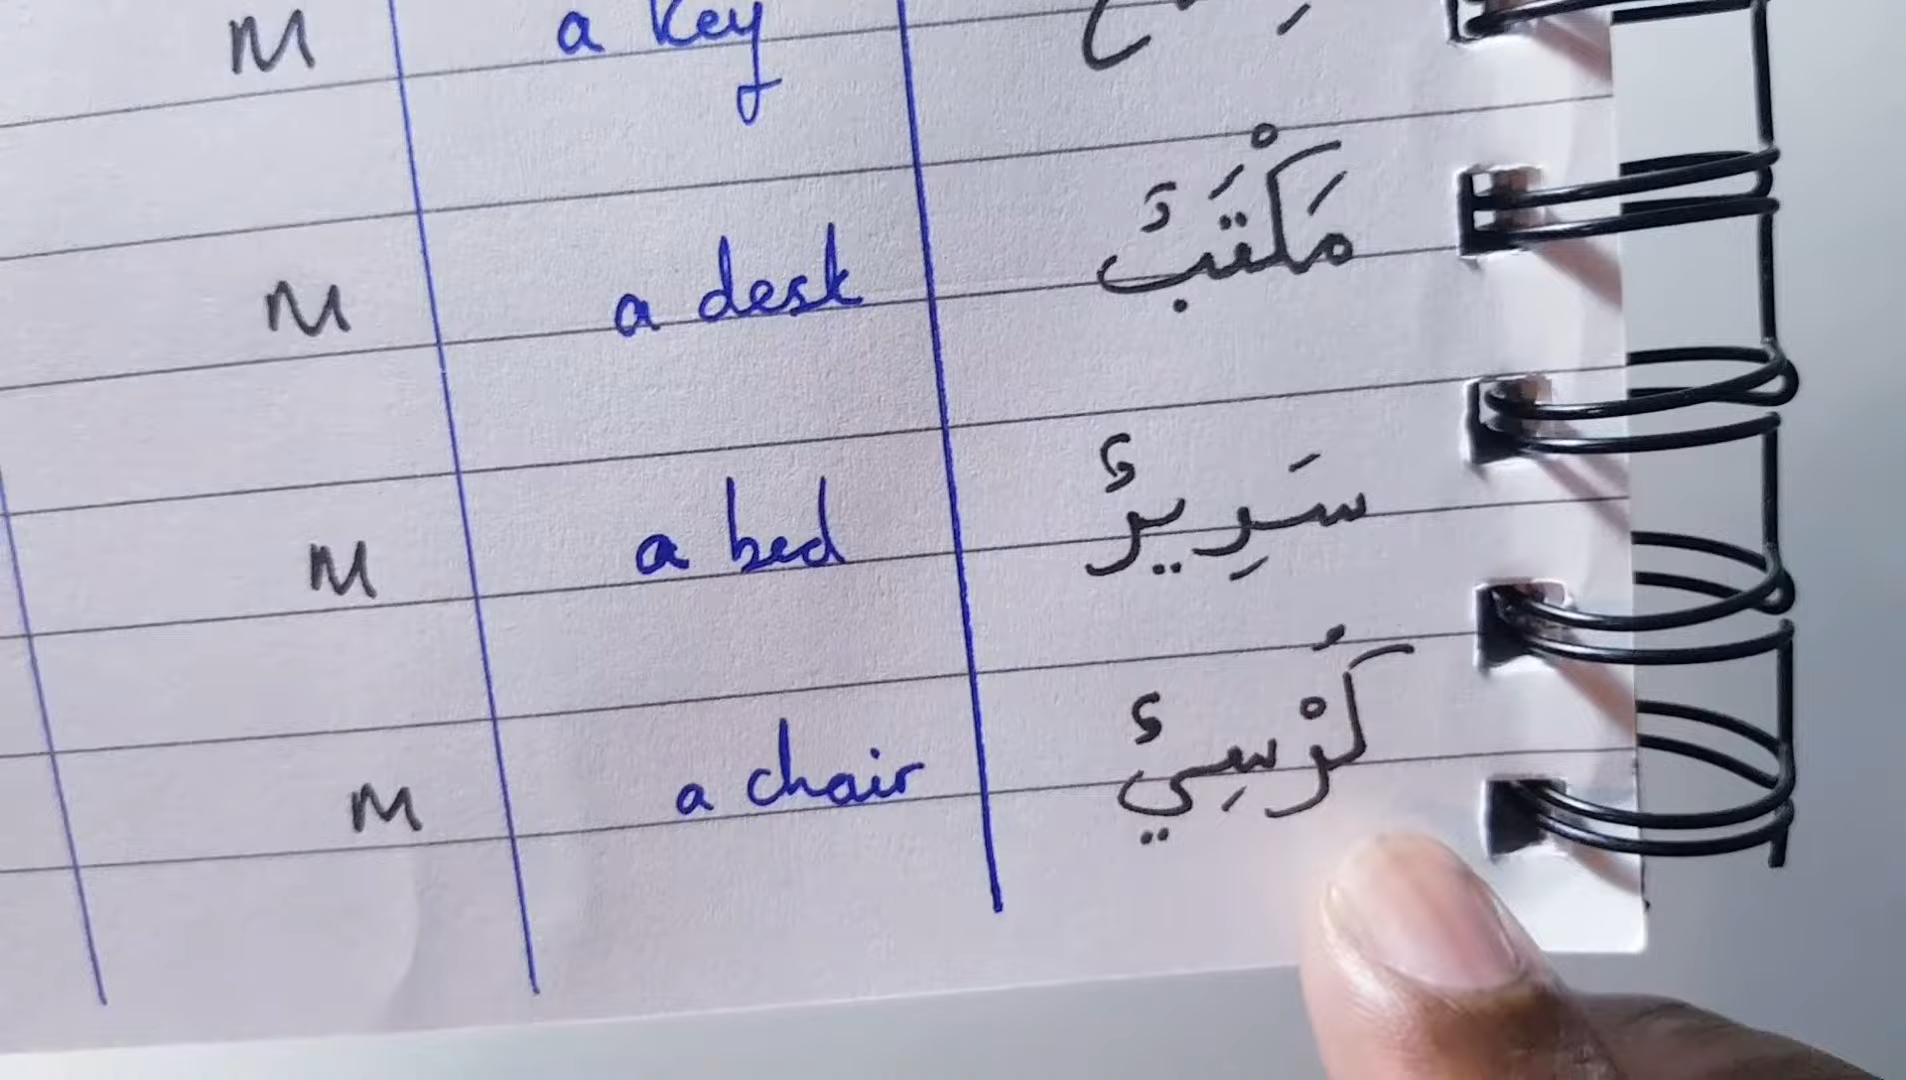 a key M
مَكْتَبٌ a desk M
سَرِيرٌ a bed M
كُرْسِيٌ a chair M